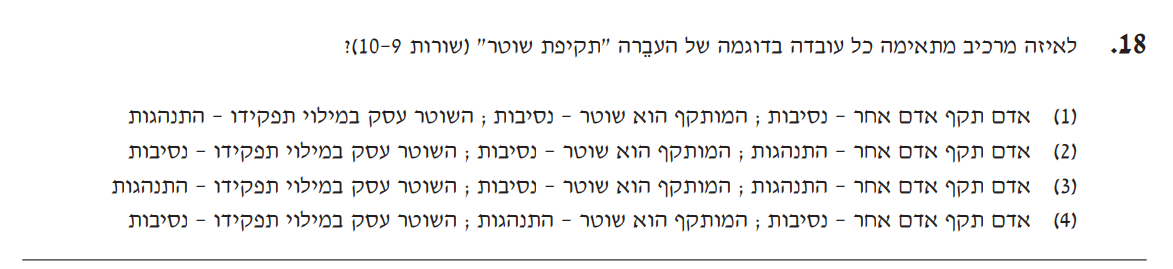 18. לאיזה מרכיב מתאימה כל עובדה בדוגמה של העבֵרה "תקיפת שוטר" (שורות 9–10)?
(1) אדם תקף אדם אחר – נסיבות ; המותקף הוא שוטר – נסיבות ; השוטר עסק במילוי תפקידו – התנהגות
(2) אדם תקף אדם אחר – התנהגות ; המותקף הוא שוטר – נסיבות ; השוטר עסק במילוי תפקידו – נסיבות
(3) אדם תקף אדם אחר – התנהגות ; המותקף הוא שוטר – נסיבות ; השוטר עסק במילוי תפקידו – התנהגות
(4) אדם תקף אדם אחר – נסיבות ; המותקף הוא שוטר – התנהגות ; השוטר עסק במילוי תפקידו – נסיבות